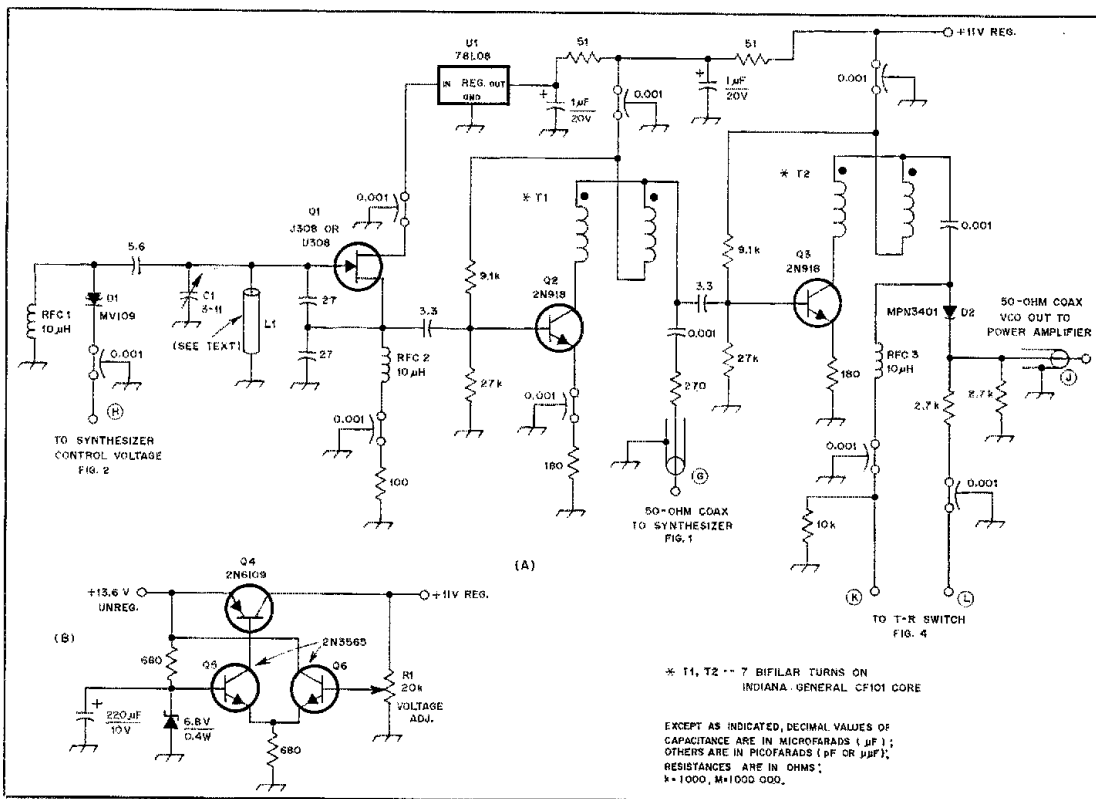 U1
78L08
IN REG. OUT
GND
51
51
+11V REG.
1µF
20V
0.001
1µF
20V
0.001
Q1
J308 OR
U308
0.001
* T1
* T2
5.6
D1
MV109
C1
3-11
27
27
L1
(SEE TEXT)
RFC 1
10µH
0.001
H
TO SYNTHESIZER
CONTROL VOLTAGE
FIG. 2
RFC 2
10µH
0.001
100
3.3
9.1k
27k
Q2
2N918
0.001
180
3.3
0.001
270
G
50-OHM COAX
TO SYNTHESIZER
FIG. 1
9.1k
27k
Q3
2N918
180
0.001
MPN3401
D2
50-OHM COAX
VCO OUT TO
POWER AMPLIFIER
J
RFC 3
10µH
2.7k
2.7k
0.001
0.001
10k
K
L
TO T-R SWITCH
FIG. 4
(A)
Q4
2N6109
+13.6 V
UNREG.
+11V REG.
(B)
2N3565
680
Q5
Q6
R1
20k
VOLTAGE
ADJ.
220µF
10V
6.8V
0.4W
680
* T1, T2 -- 7 BIFILAR TURNS ON
INDIANA GENERAL CF101 CORE
EXCEPT AS INDICATED, DECIMAL VALUES OF
CAPACITANCE ARE IN MICROFARADS ( µF ) ;
OTHERS ARE IN PICOFARADS ( pF OR µµF);
RESISTANCES ARE IN OHMS;
k=1000, M=1000 000.